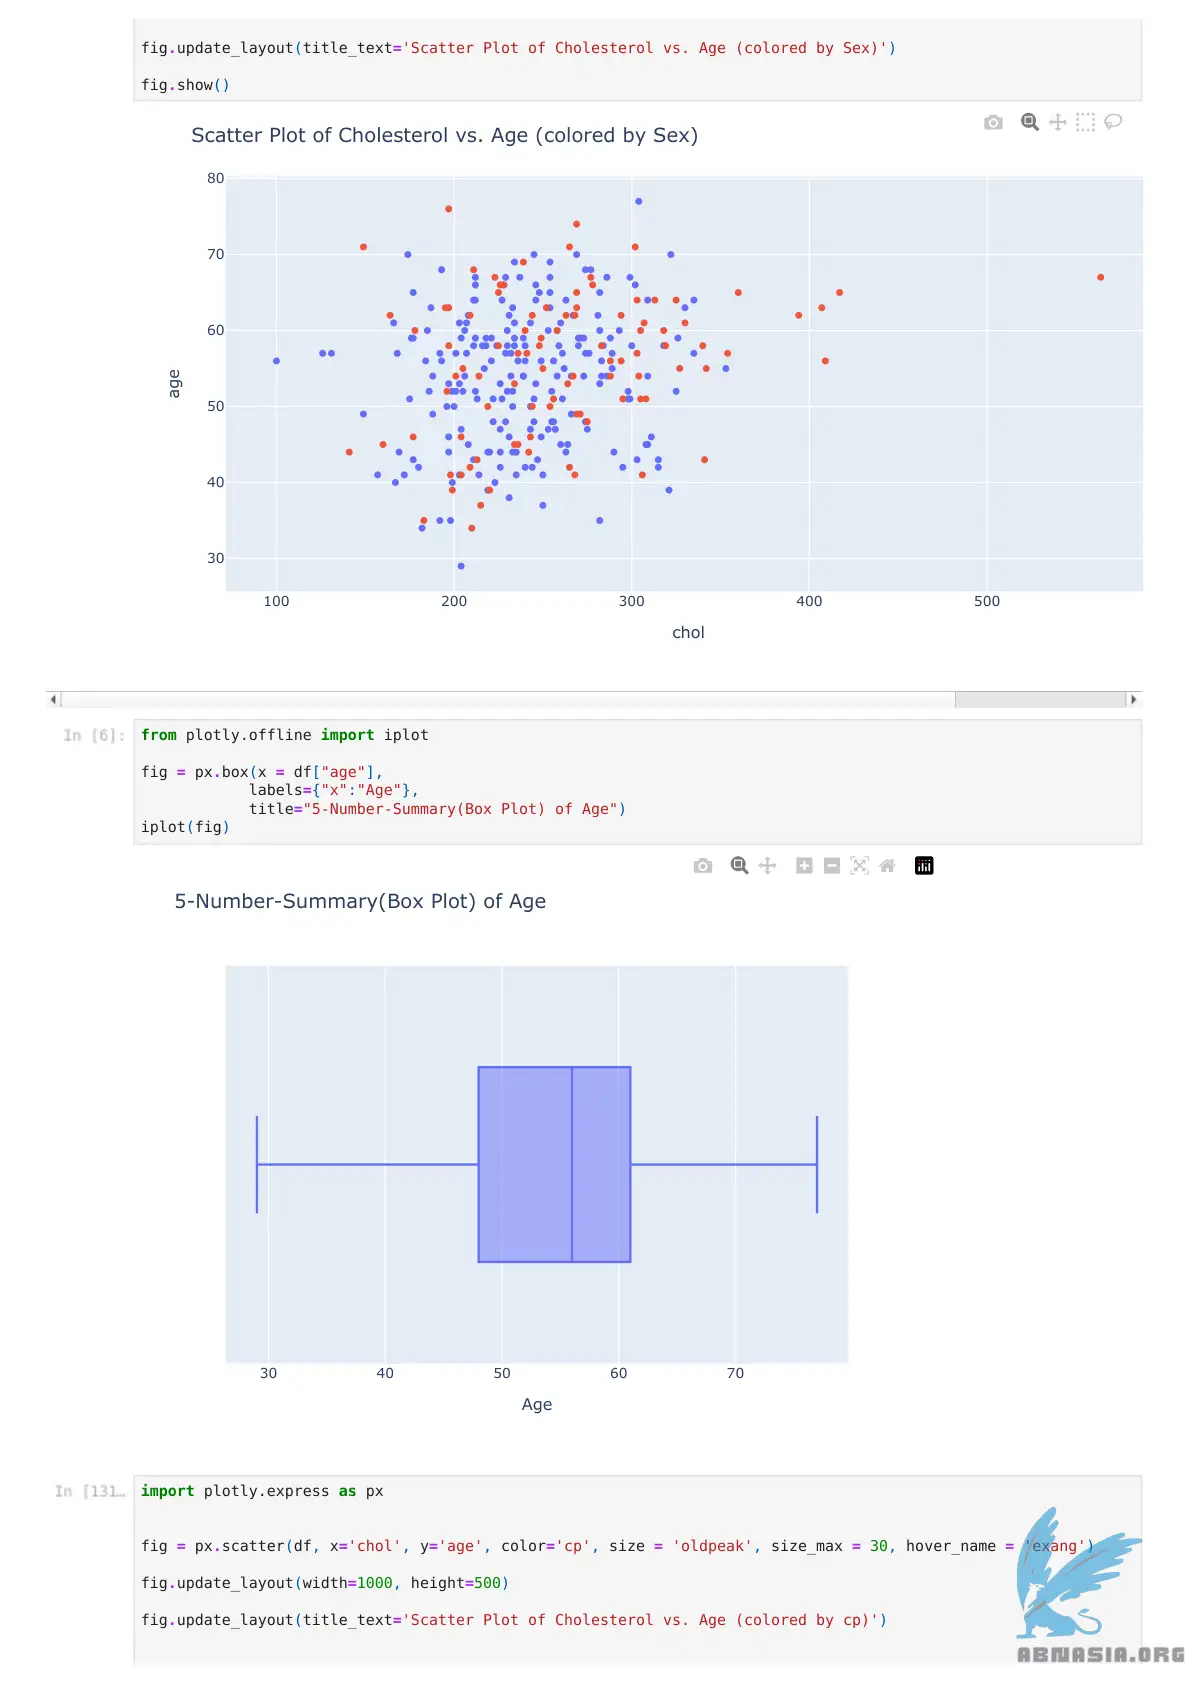 fig.update_layout(title_text='Scatter Plot of Cholesterol vs. Age (colored by Sex)')
fig.show()
Scatter Plot of Cholesterol vs. Age (colored by Sex)
80
70
60
50
40
30
age
100 200 300 400 500
chol
In [6]:
from plotly.offline import iplot
fig = px.box(x = df["age"],
labels={"x":"Age"},
title="5-Number-Summary(Box Plot) of Age")
iplot(fig)
5-Number-Summary(Box Plot) of Age
30 40 50 60 70
Age
In [131…
import plotly.express as px
fig = px.scatter(df, x='chol', y='age', color='cp', size = 'oldpeak', size_max = 30, hover_name = 'exang')
fig.update_layout(width=1000, height=500)
fig.update_layout(title_text='Scatter Plot of Cholesterol vs. Age (colored by cp)')
ABMASIA.ORG